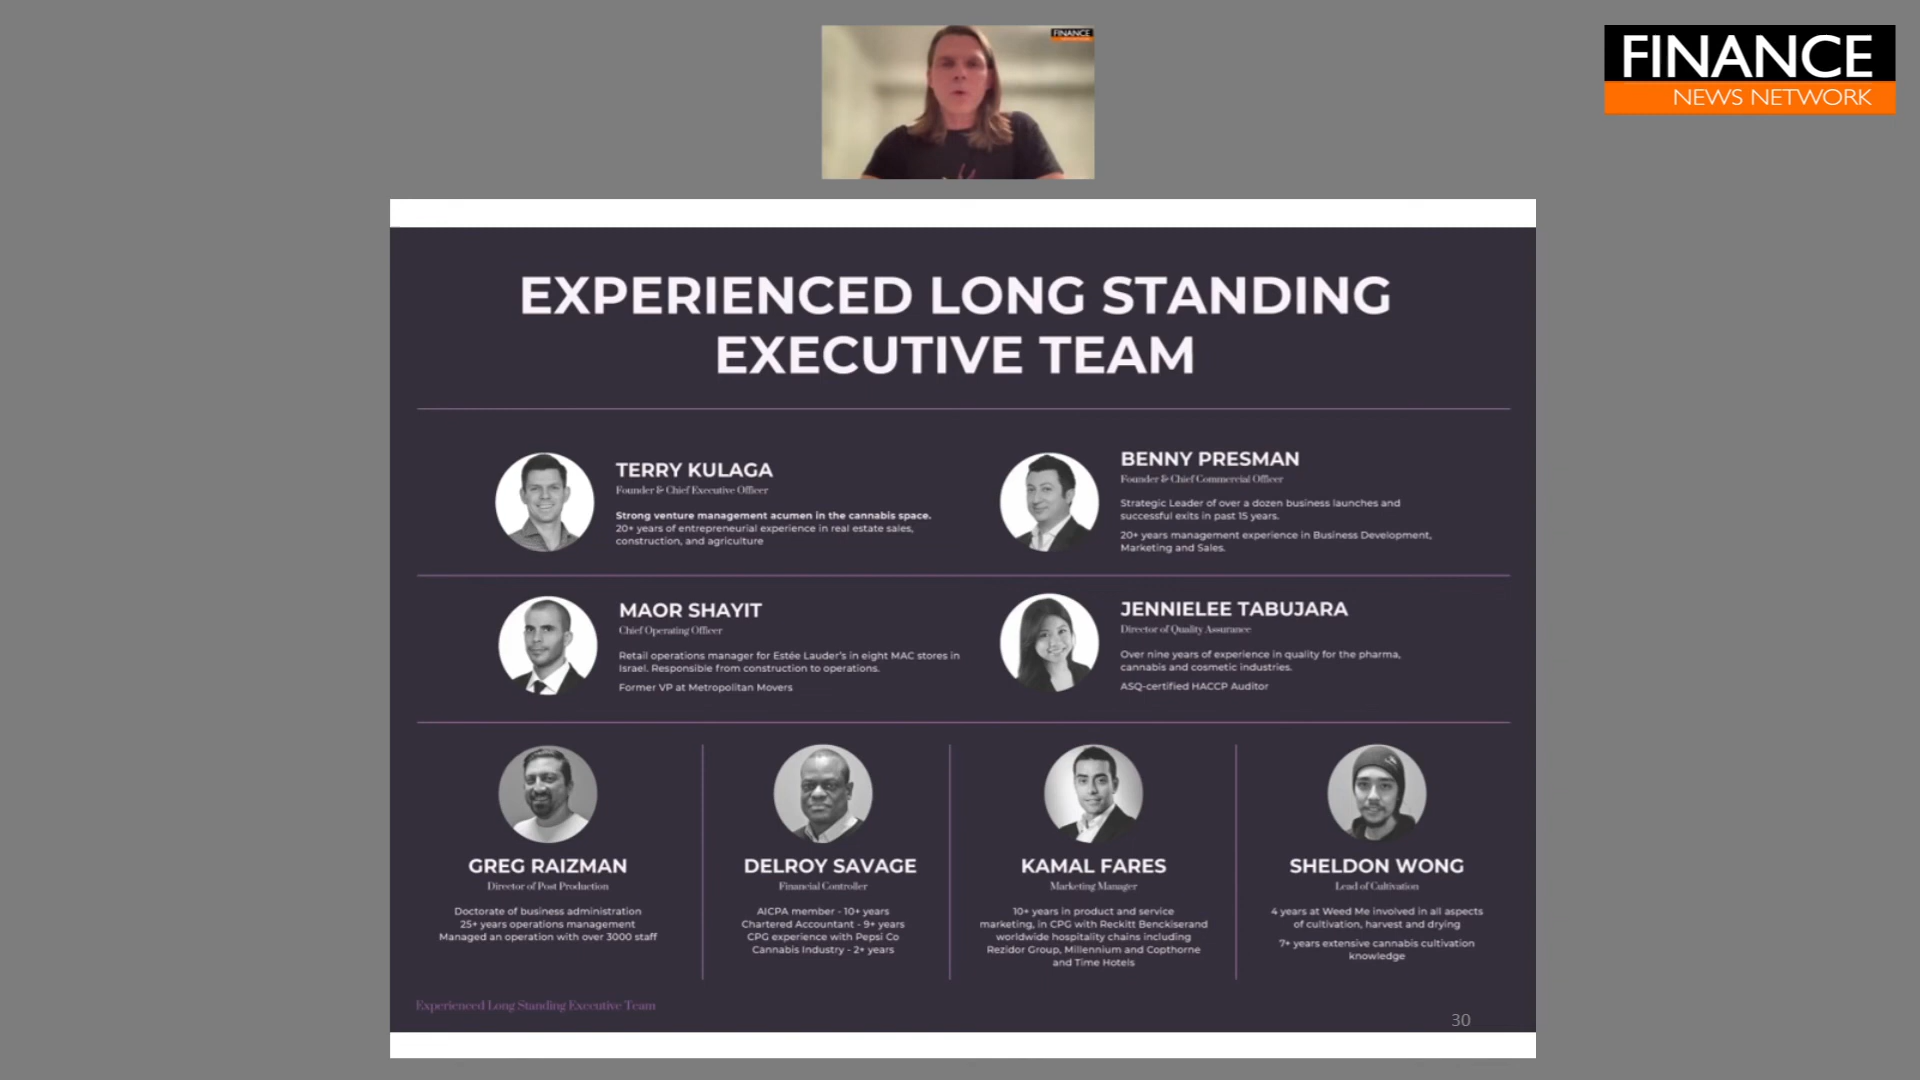 FINANCE
FINANCE
NEWS NETWORK
EXPERIENCED LONG STANDING
EXECUTIVE TEAM
TERRY KULAGA
Founder & Chief Executive Officer
Strong venture management acumen in the cannabis space.
20+ years of entrepreneurial experience in real estate sales,
construction, and agriculture
BENNY PRESMAN
Founder & Chief Commercial Officer
Strategic Leader of over a dozen business launches and
successful exits in past 15 years.
20+ years management experience in Business Development,
Marketing and Sales.
MAOR SHAYIT
Chief Operating Officer
Retail operations manager for Estée Lauder's in eight MAC stores in
Israel. Responsible from construction to operations.
Former VP at Metropolitan Movers
JENNIELEE TABUJARA
Director of Quality Assurance
Over nine years of experience in quality for the pharma,
cannabis and cosmetic industries.
ASQ-certified HACCP Auditor
GREG RAIZMAN
Director of Post Production
Doctorate of business administration
25+ years operations management
Managed an operation with over 3000 staff
DELROY SAVAGE
Financial Controller
AICPA member - 10+ years
Chartered Accountant - 9+ years
CPG experience with Pepsi Co
Cannabis Industry - 2+ years
KAMAL FARES
Marketing Manager
10+ years in product and service
marketing, in CPG with Reckitt Benckiserand
worldwide hospitality chains including
Rezidor Group, Millennium and Copthorne
and Time Hotels
SHELDON WONG
Lead of Cultivation
4 years at Weed Me involved in all aspects
of cultivation, harvest and drying
7+ years extensive cannabis cultivation
knowledge
Experienced Long Standing Executive Team
30